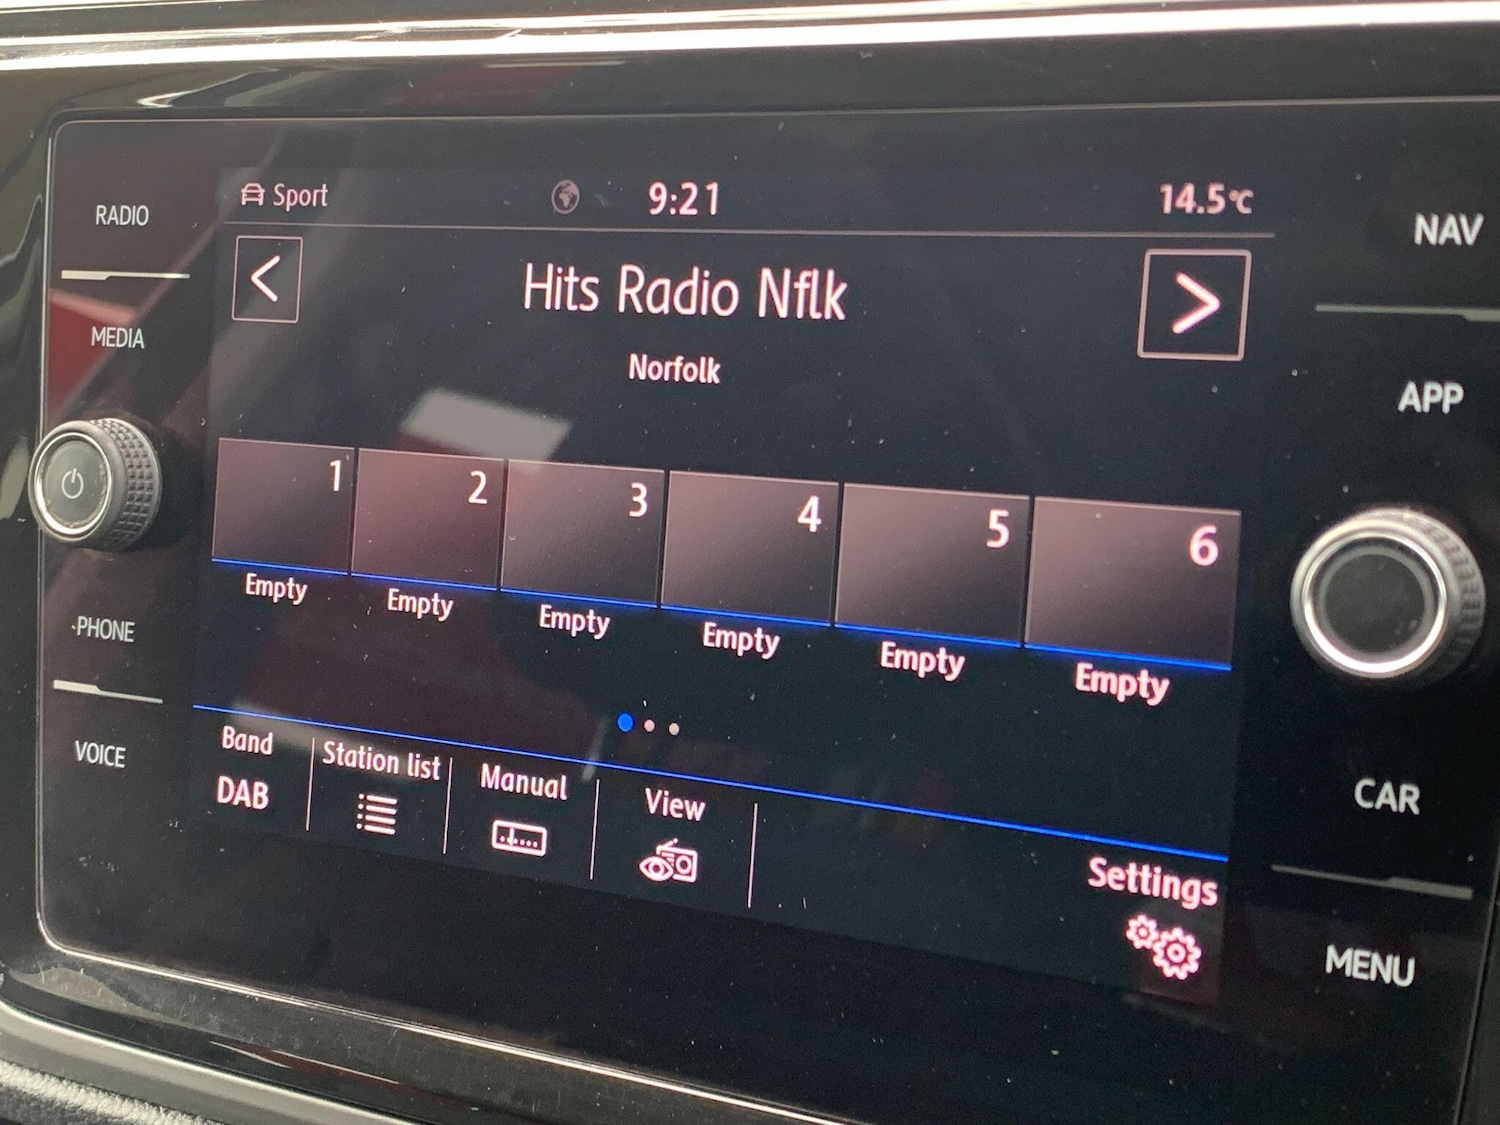 RADIO
MEDIA
PHONE
VOICE
Sport
9:21
14.5°C
Hits Radio Nflk
Norfolk
1
2
3
4
5
6
Empty
Empty
Empty
Empty
Empty
Empty
Band
DAB
Station list
Manual
View
Settings
NAV
APP
CAR
MENU